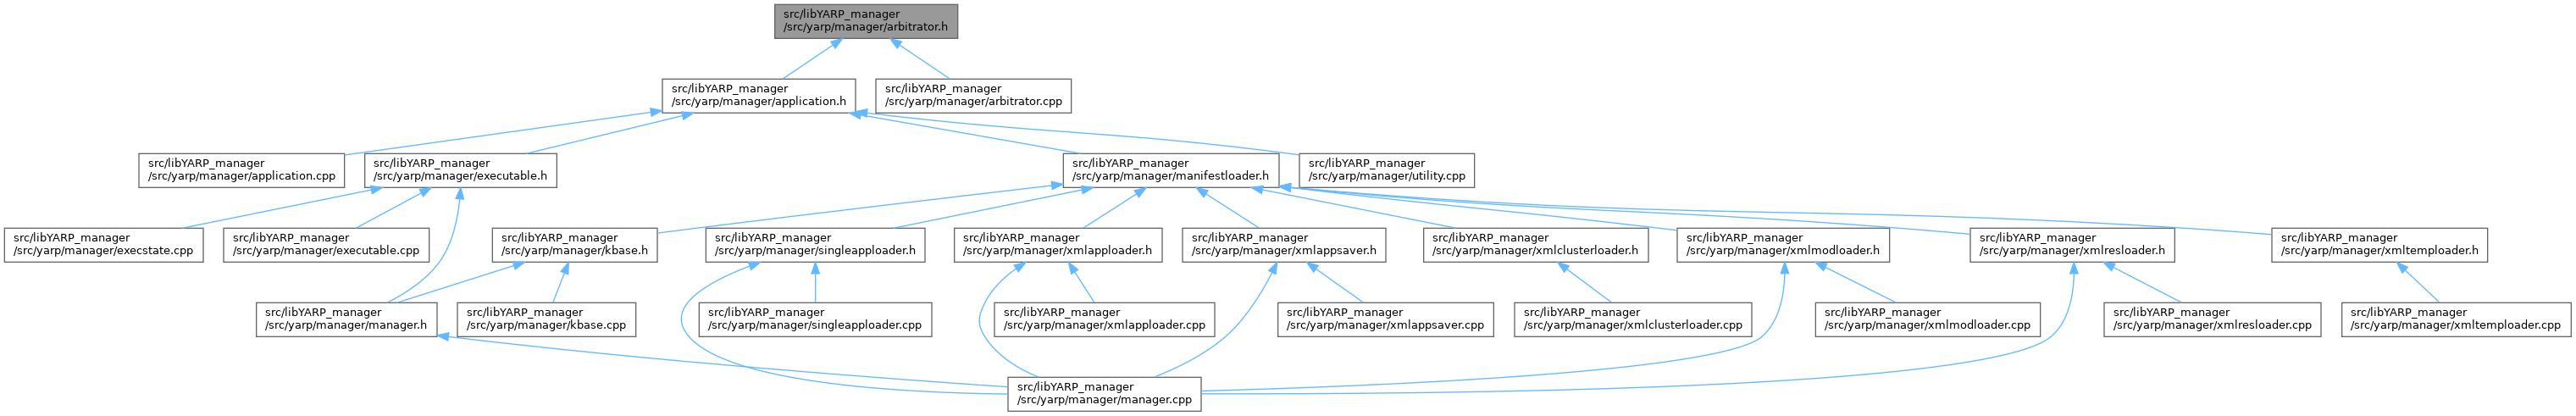 src/libYARP_manager
/src/yarp/manager/arbitrator.h
src/libYARP_manager
/src/yarp/manager/application.h
src/libYARP_manager
/src/yarp/manager/arbitrator.cpp
src/libYARP_manager
/src/yarp/manager/application.cpp
src/libYARP_manager
/src/yarp/manager/executable.h
src/libYARP_manager
/src/yarp/manager/manifestloader.h
src/libYARP_manager
/src/yarp/manager/utility.cpp
src/libYARP_manager
/src/yarp/manager/execstate.cpp
src/libYARP_manager
/src/yarp/manager/executable.cpp
src/libYARP_manager
/src/yarp/manager/kbase.h
src/libYARP_manager
/src/yarp/manager/singleapploader.h
src/libYARP_manager
/src/yarp/manager/xmlapploader.h
src/libYARP_manager
/src/yarp/manager/xmlappsaver.h
src/libYARP_manager
/src/yarp/manager/xmlclusterloader.h
src/libYARP_manager
/src/yarp/manager/xmlmodloader.h
src/libYARP_manager
/src/yarp/manager/xmlresloader.h
src/libYARP_manager
/src/yarp/manager/xmltemploader.h
src/libYARP_manager
/src/yarp/manager/manager.h
src/libYARP_manager
/src/yarp/manager/kbase.cpp
src/libYARP_manager
/src/yarp/manager/singleapploader.cpp
src/libYARP_manager
/src/yarp/manager/xmlapploader.cpp
src/libYARP_manager
/src/yarp/manager/xmlappsaver.cpp
src/libYARP_manager
/src/yarp/manager/xmlclusterloader.cpp
src/libYARP_manager
/src/yarp/manager/xmlmodloader.cpp
src/libYARP_manager
/src/yarp/manager/xmlresloader.cpp
src/libYARP_manager
/src/yarp/manager/xmltemploader.cpp
src/libYARP_manager
/src/yarp/manager/manager.cpp